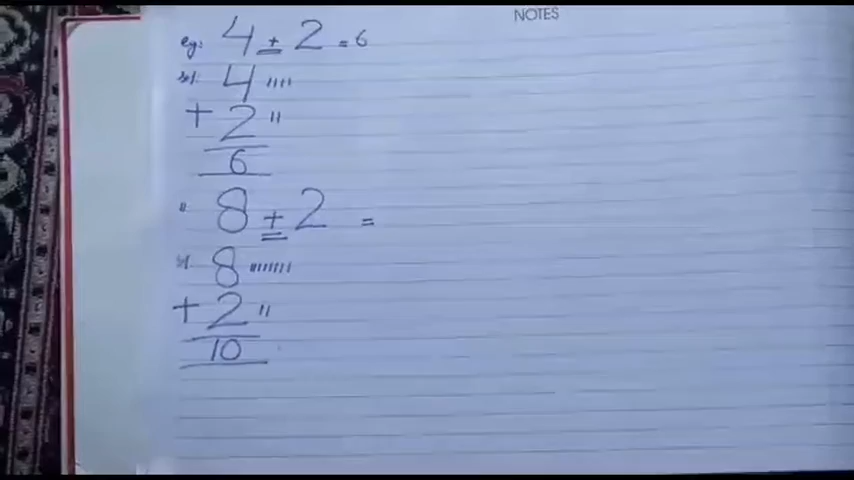 NOTES
eg: 4 + 2 = 6
sol. 4 ''''
+ 2 ''
6
" 8 + 2 =
sol. 8 ''''''''
+ 2 ''
10